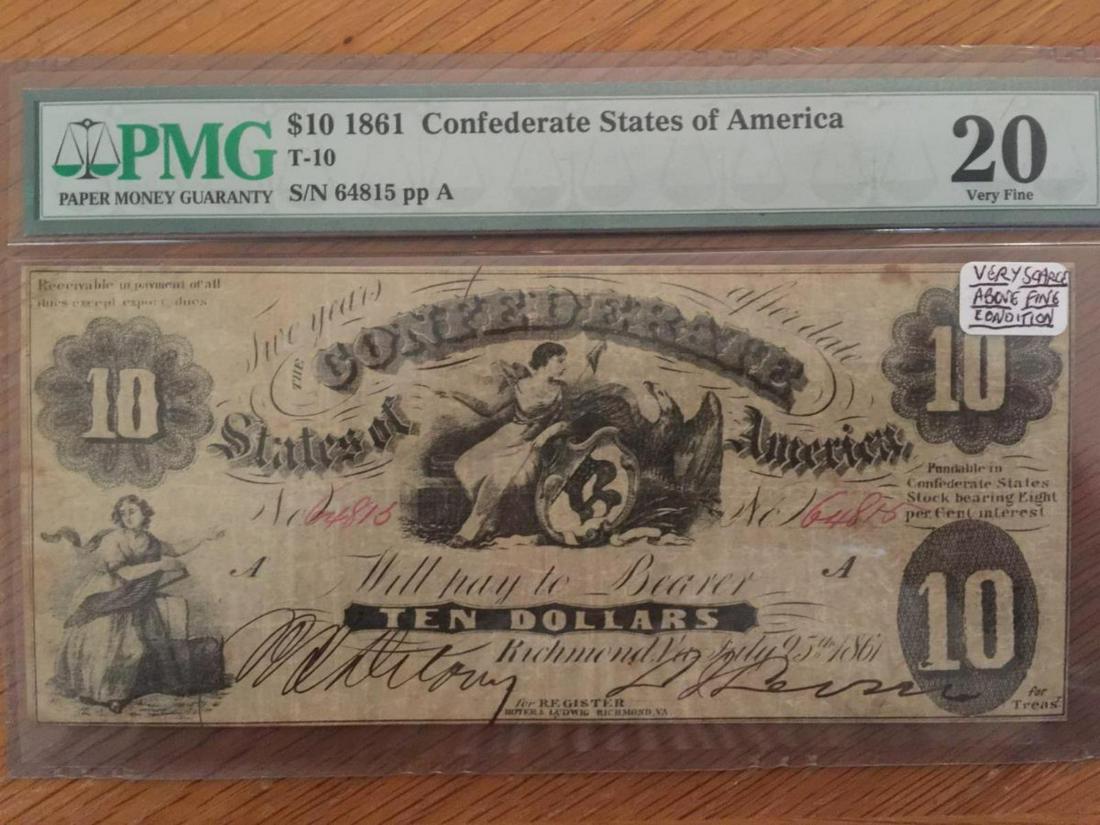 PMG
PAPER MONEY GUARANTY
$10 1861 Confederate States of America
T-10
S/N 64815 pp A
20
Very Fine
VERY SCARCE
ABOVE FINE
CONDITION
Receivable in payment of all
dues except export dues
Two years after date
THE CONFEDERATE
States of America,
10
10
Fundable in
Confederate States
Stock bearing Eight
per Cent interest
No 64815
No 64815
A
A
Will pay to Bearer
TEN DOLLARS
10
Richmond, Va July 25th 1861
for REGISTER
for
Treasr
HOYER & LUDWIG RICHMOND, VA